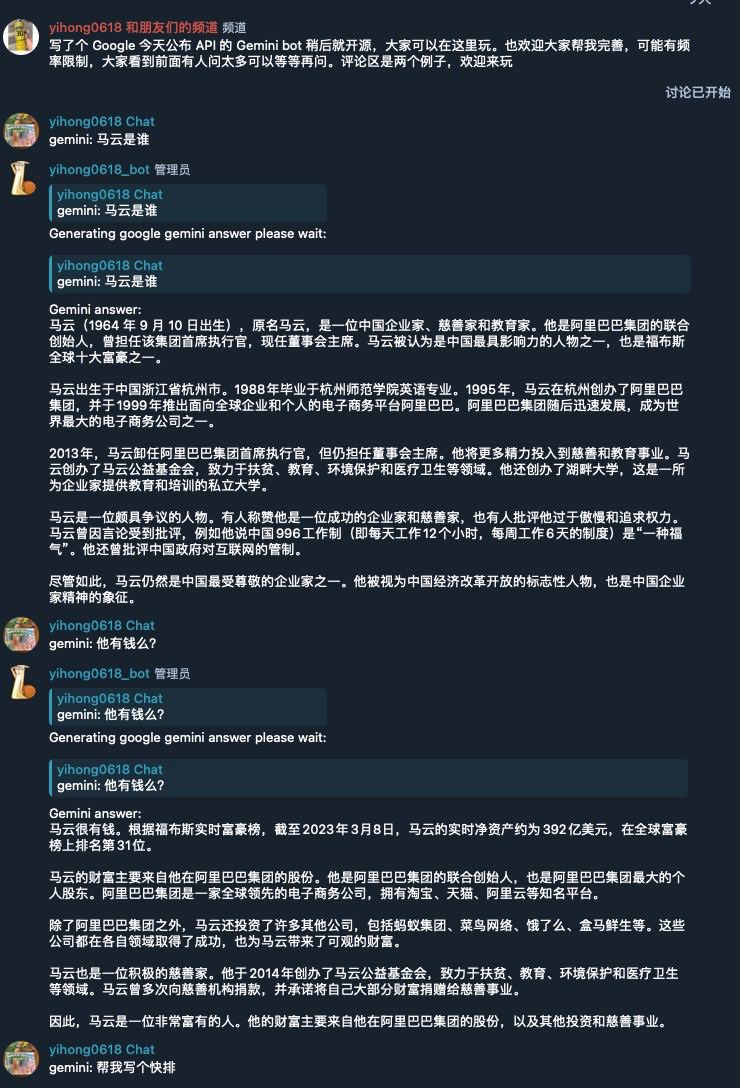 yihong0618 和朋友们的频道 频道
写了个 Google 今天公布 API 的 Gemini bot 稍后就开源，大家可以在这里玩。也欢迎大家帮我完善，可能有频
率限制，大家看到前面有人问太多可以等等再问。评论区是两个例子，欢迎来玩
讨论已开始
yihong0618 Chat
gemini: 马云是谁
yihong0618_bot 管理员
yihong0618 Chat
gemini: 马云是谁
Generating google gemini answer please wait:
yihong0618 Chat
gemini: 马云是谁
Gemini answer:
马云（1964 年 9 月 10 日出生），原名马云，是一位中国企业家、慈善家和教育家。他是阿里巴巴集团的联合
创始人，曾担任该集团首席执行官，现任董事会主席。马云被认为是中国最具影响力的人物之一，也是福布斯
全球十大富豪之一。
马云出生于中国浙江省杭州市。1988年毕业于杭州师范学院英语专业。1995年，马云在杭州创办了阿里巴巴
集团，并于1999年推出面向全球企业和个人的电子商务平台阿里巴巴。阿里巴巴集团随后迅速发展，成为世
界最大的电子商务公司之一。
2013年，马云卸任阿里巴巴集团首席执行官，但仍担任董事会主席。他将更多精力投入到慈善和教育事业。马
云创办了马云公益基金会，致力于扶贫、教育、环境保护和医疗卫生等领域。他还创办了湖畔大学，这是一所
为企业家提供教育和培训的私立大学。
马云是一位颇具争议的人物。有人称赞他是一位成功的企业家和慈善家，也有人批评他过于傲慢和追求权力。
马云曾因言论受到批评，例如他说中国996工作制（即每天工作12个小时，每周工作6天的制度）是“一种福
气”。他还曾批评中国政府对互联网的管制。
尽管如此，马云仍然是中国最受尊敬的企业家之一。他被视为中国经济改革开放的标志性人物，也是中国企业
家精神的象征。
yihong0618 Chat
gemini: 他有钱么?
yihong0618_bot 管理员
yihong0618 Chat
gemini: 他有钱么?
Generating google gemini answer please wait:
yihong0618 Chat
gemini: 他有钱么?
Gemini answer:
马云很有钱。根据福布斯实时富豪榜，截至2023年3月8日，马云的实时净资产约为392亿美元，在全球富豪
榜上排名第31位。
马云的财富主要来自他在阿里巴巴集团的股份。他是阿里巴巴集团的联合创始人，也是阿里巴巴集团最大的个
人股东。阿里巴巴集团是一家全球领先的电子商务公司，拥有淘宝、天猫、阿里云等知名平台。
除了阿里巴巴集团之外，马云还投资了许多其他公司，包括蚂蚁集团、菜鸟网络、饿了么、盒马鲜生等。这些
公司都在各自领域取得了成功，也为马云带来了可观的财富。
马云也是一位积极的慈善家。他于2014年创办了马云公益基金会，致力于扶贫、教育、环境保护和医疗卫生
等领域。马云曾多次向慈善机构捐款，并承诺将自己大部分财富捐赠给慈善事业。
因此，马云是一位非常富有的人。他的财富主要来自他在阿里巴巴集团的股份，以及其他投资和慈善事业。
yihong0618 Chat
gemini: 帮我写个快排